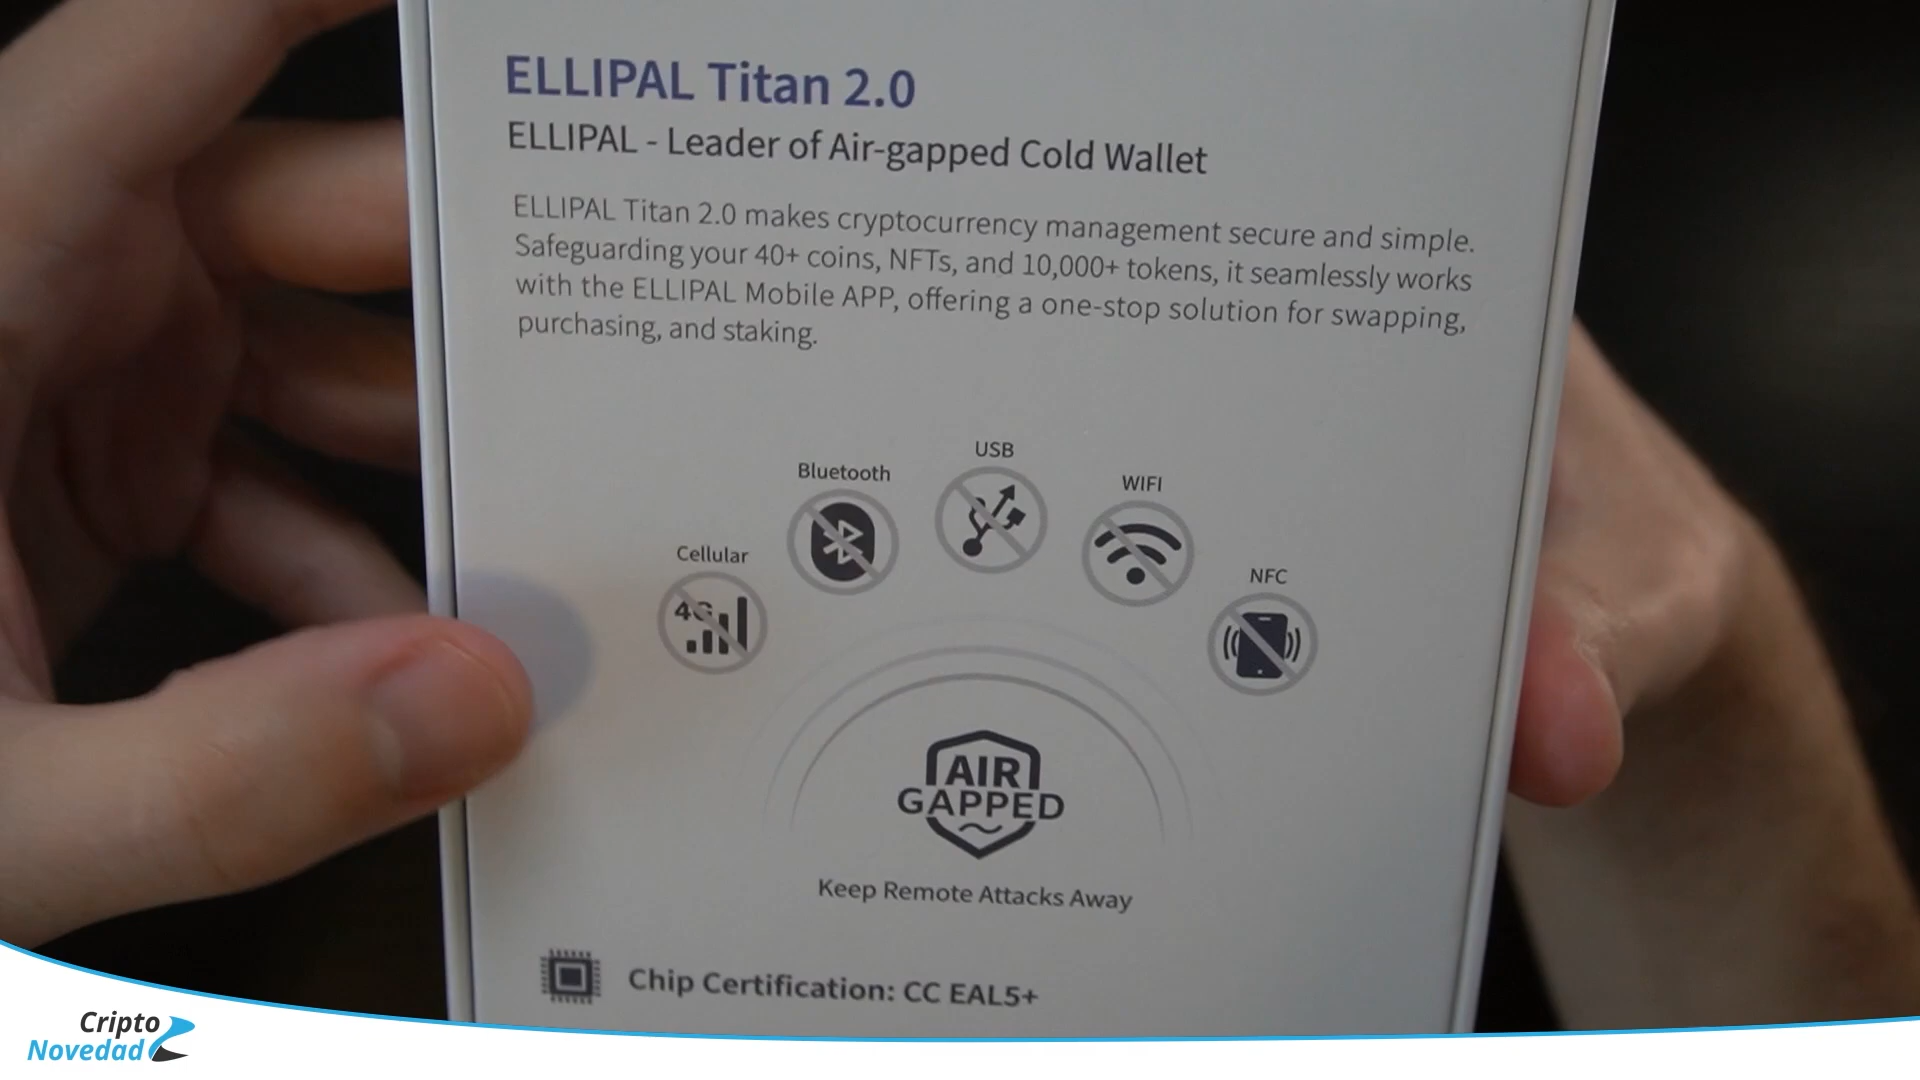 ELLIPAL Titan 2.0
ELLIPAL - Leader of Air-gapped Cold Wallet
ELLIPAL Titan 2.0 makes cryptocurrency management secure and simple.
Safeguarding your 40+ coins, NFTs, and 10,000+ tokens, it seamlessly works
with the ELLIPAL Mobile APP, offering a one-stop solution for swapping,
purchasing, and staking.
Cellular
4G
Bluetooth
USB
WIFI
NFC
AIR
GAPPED
Keep Remote Attacks Away
Chip Certification: CC EAL5+
Cripto
Novedad